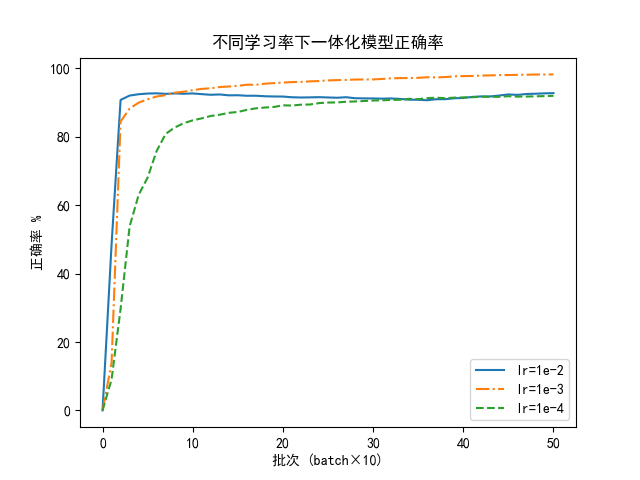 不同学习率下一体化模型正确率
正确率 %
100
80
60
40
20
0
0 10 20 30 40 50
批次 (batch×10)
lr=1e-2
lr=1e-3
lr=1e-4